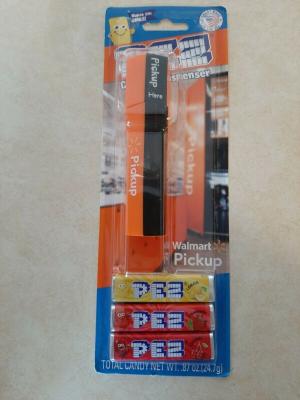 PEZ
Dispenser
Pickup
Here
Pickup
Pickup
Walmart
Pickup
PEZ
PEZ
PEZ
TOTAL CANDY NET WT. .87 OZ (24.7g)